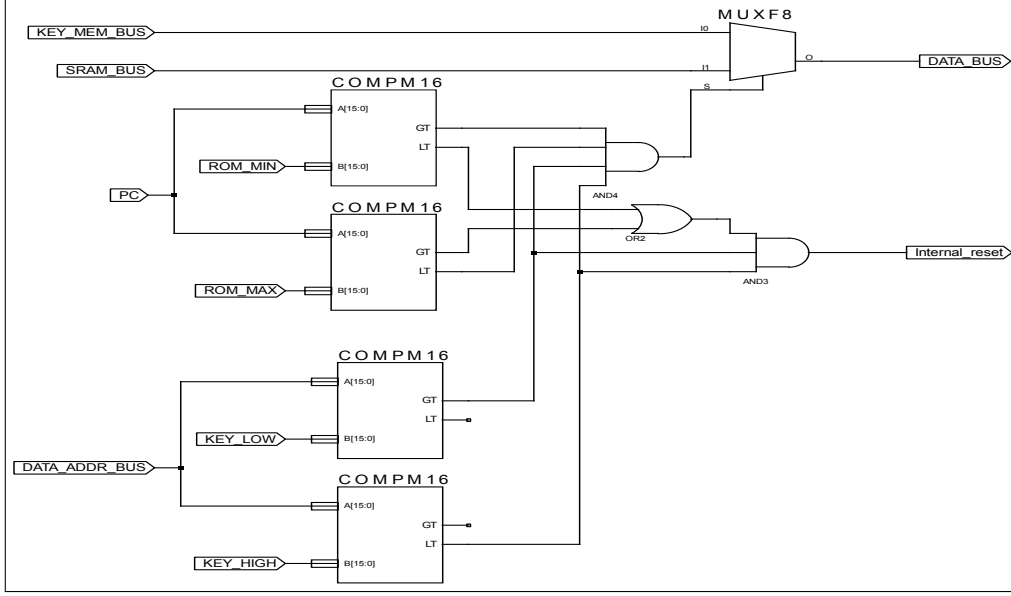 MUXF8
KEY_MEM_BUS
I0
SRAM_BUS
I1
O
DATA_BUS
S
COMPM16
A[15:0]
GT
LT
ROM_MIN
B[15:0]
AND4
PC
COMPM16
A[15:0]
GT
LT
OR2
Internal_reset
AND3
ROM_MAX
B[15:0]
COMPM16
A[15:0]
GT
LT
KEY_LOW
B[15:0]
DATA_ADDR_BUS
COMPM16
A[15:0]
GT
LT
KEY_HIGH
B[15:0]